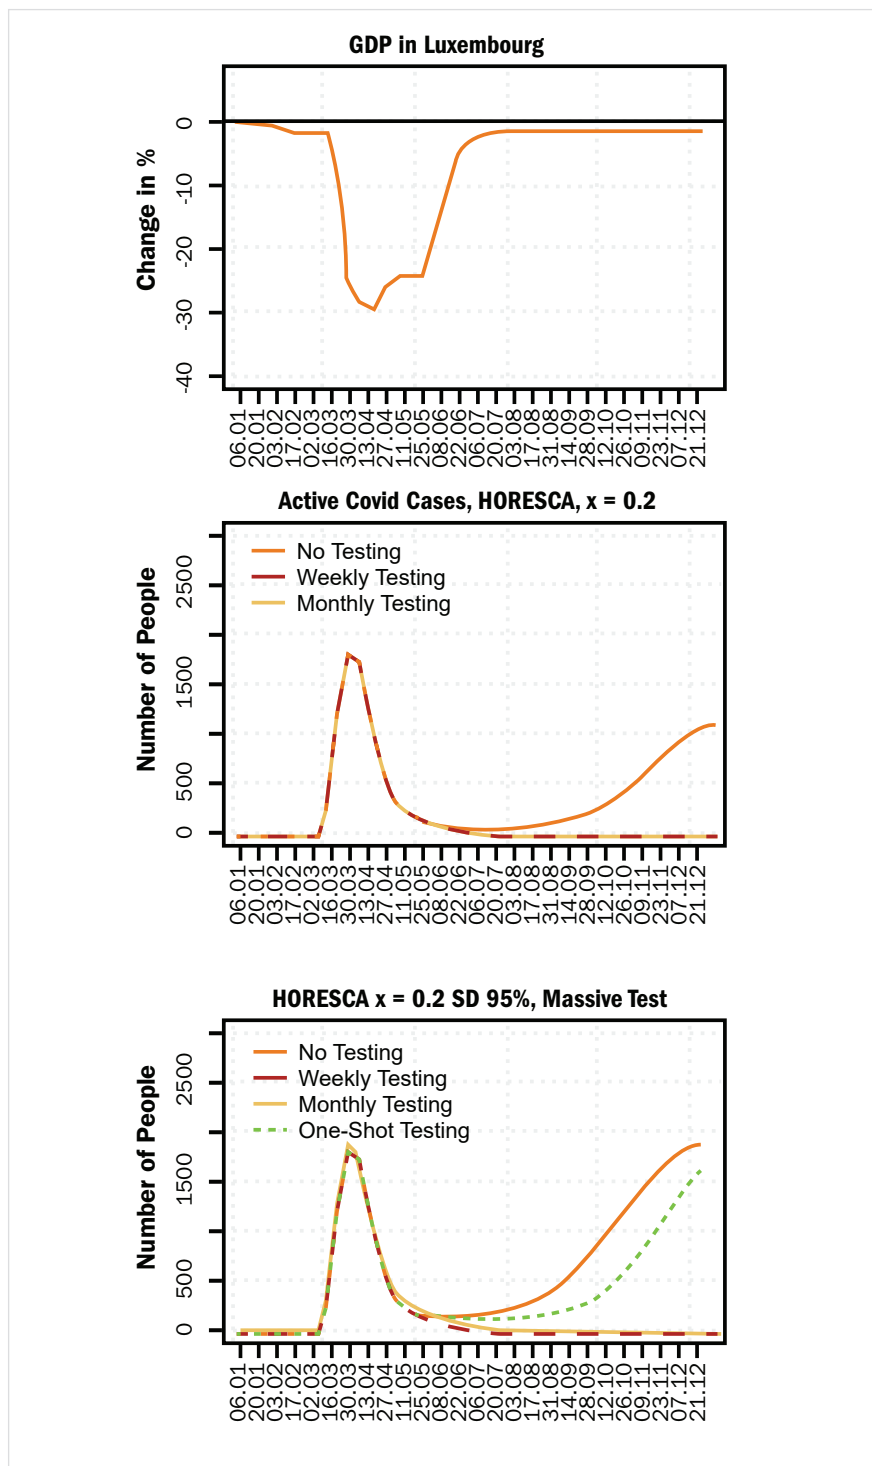 GDP in Luxembourg
Change in %
0
-10
-20
-30
-40
06.01 20.01 03.02 17.02 02.03 16.03 30.03 13.04 27.04 11.05 25.05 08.06 22.06 06.07 20.07 03.08 17.08 31.08 14.09 28.09 12.10 26.10 09.11 23.11 07.12 21.12
Active Covid Cases, HORESCA, x = 0.2
Number of People
No Testing
Weekly Testing
Monthly Testing
2500
1500
500
0
06.01 20.01 03.02 17.02 02.03 16.03 30.03 13.04 27.04 11.05 25.05 08.06 22.06 06.07 20.07 03.08 17.08 31.08 14.09 28.09 12.10 26.10 09.11 23.11 07.12 21.12
HORESCA x = 0.2 SD 95%, Massive Test
Number of People
No Testing
Weekly Testing
Monthly Testing
One-Shot Testing
2500
1500
500
0
06.01 20.01 03.02 17.02 02.03 16.03 30.03 13.04 27.04 11.05 25.05 08.06 22.06 06.07 20.07 03.08 17.08 31.08 14.09 28.09 12.10 26.10 09.11 23.11 07.12 21.12